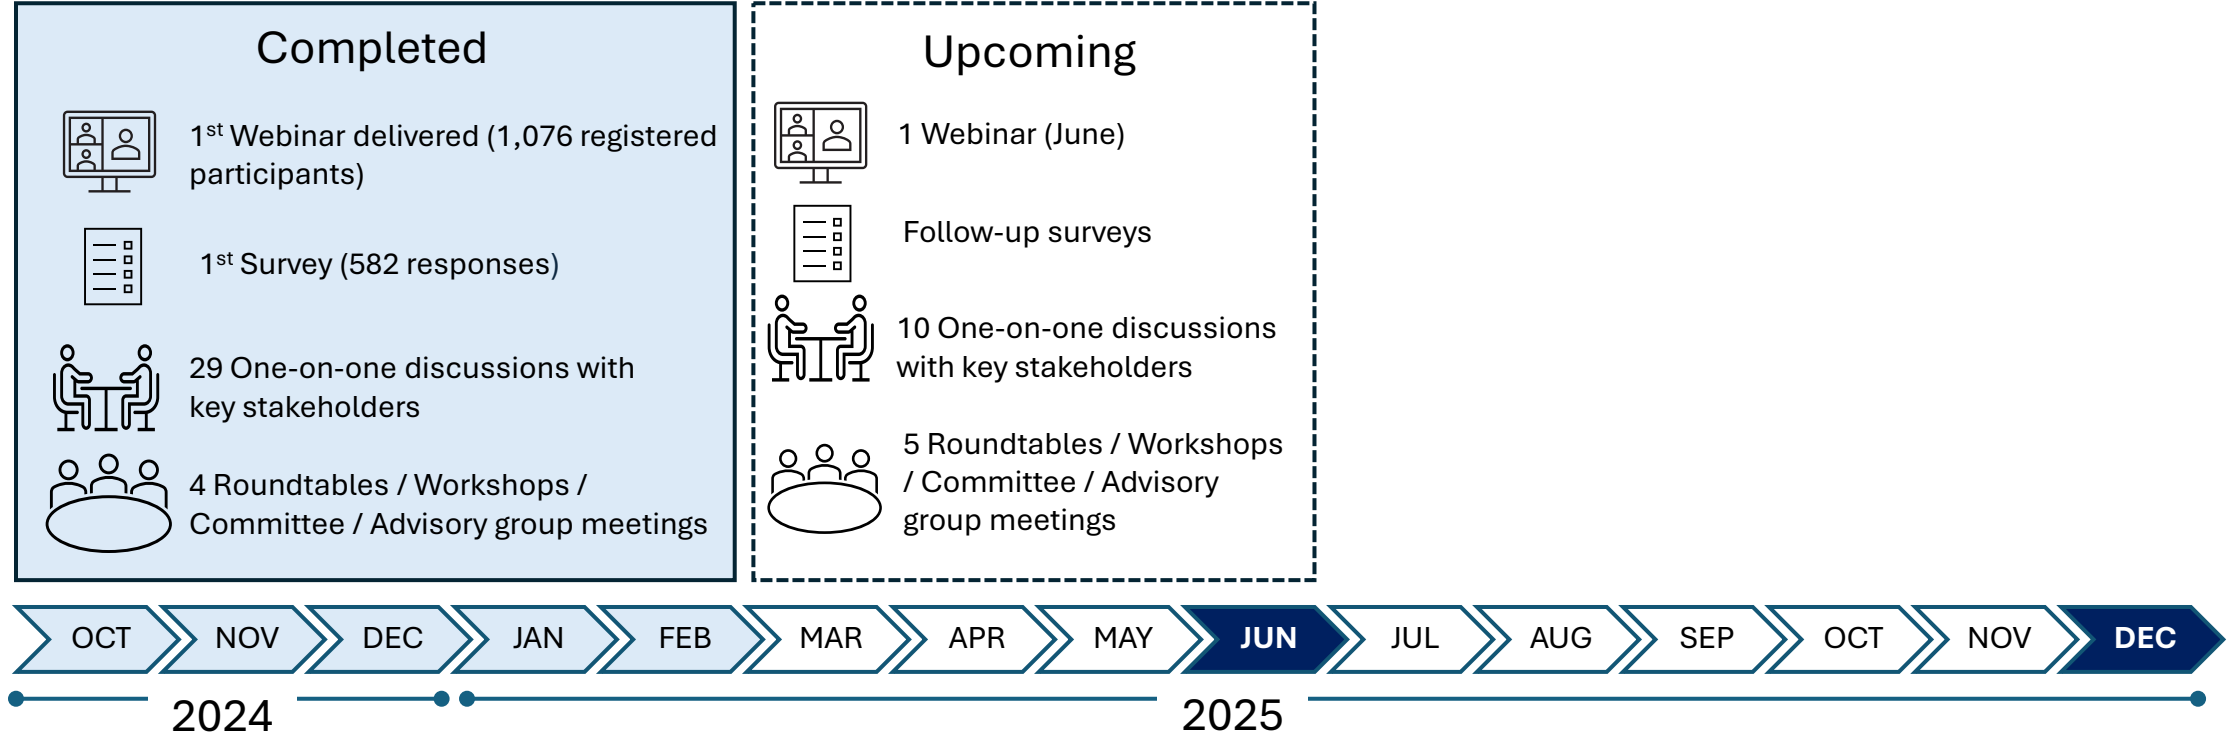 Completed
1st Webinar delivered (1,076 registered
participants)
1st Survey (582 responses)
29 One-on-one discussions with
key stakeholders
4 Roundtables / Workshops /
Committee / Advisory group meetings
Upcoming
1 Webinar (June)
Follow-up surveys
10 One-on-one discussions
with key stakeholders
5 Roundtables / Workshops
/ Committee / Advisory
group meetings
OCT NOV DEC JAN FEB MAR APR MAY JUN JUL AUG SEP OCT NOV DEC
2024 2025